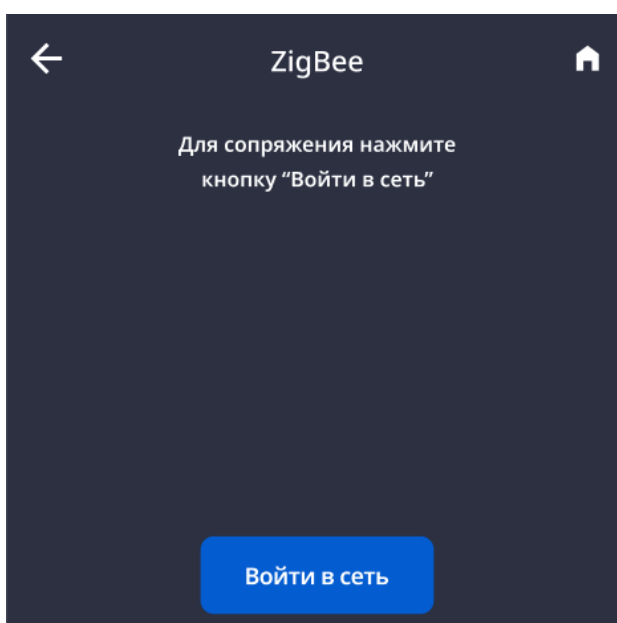 ZigBee
Для сопряжения нажмите
кнопку “Войти в сеть”
Войти в сеть